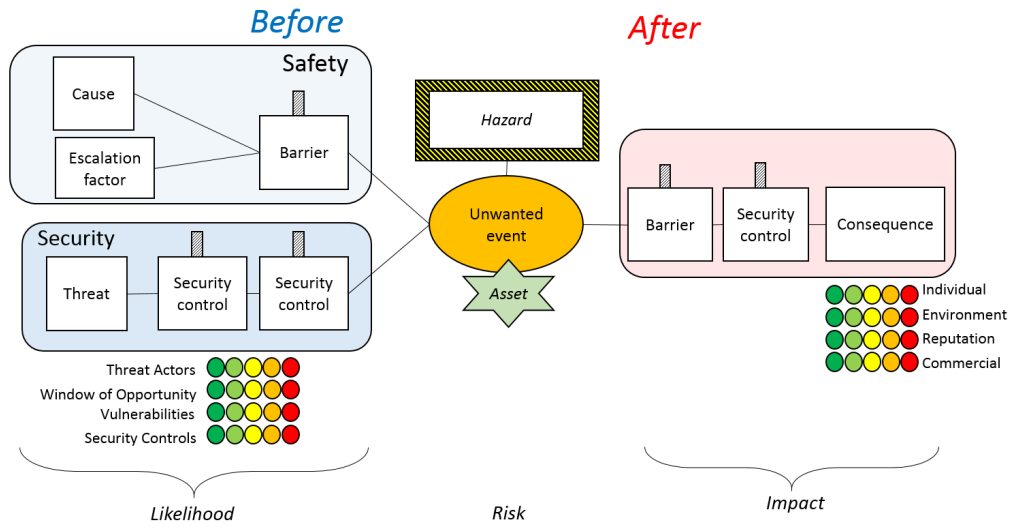 Before
After
Safety
Cause
Escalation
factor
Barrier
Hazard
Unwanted
event
Asset
Security
Threat
Security
control
Security
control
Barrier
Security
control
Consequence
Threat Actors
Window of Opportunity
Vulnerabilities
Security Controls
Individual
Environment
Reputation
Commercial
Likelihood
Risk
Impact